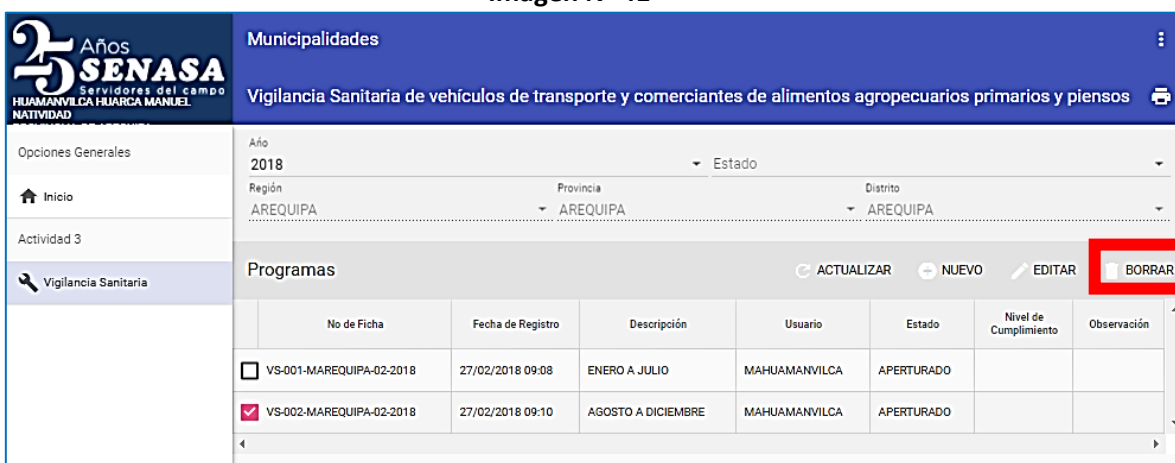 25 Años
SENASA
Servidores del campo
HUAMANVILCA HUARCA MANUEL
NATIVIDAD
Municipalidades
Vigilancia Sanitaria de vehículos de transporte y comerciantes de alimentos agropecuarios primarios y piensos
Opciones Generales
Inicio
Actividad 3
Vigilancia Sanitaria
Año
2018 Estado
Región Provincia Distrito
AREQUIPA AREQUIPA AREQUIPA
Programas ACTUALIZAR NUEVO EDITAR BORRAR
No de Ficha Fecha de Registro Descripción Usuario Estado Nivel de Cumplimiento Observación
VS-001-MAREQUIPA-02-2018 27/02/2018 09:08 ENERO A JULIO MAHUAMANVILCA APERTURADO
VS-002-MAREQUIPA-02-2018 27/02/2018 09:10 AGOSTO A DICIEMBRE MAHUAMANVILCA APERTURADO